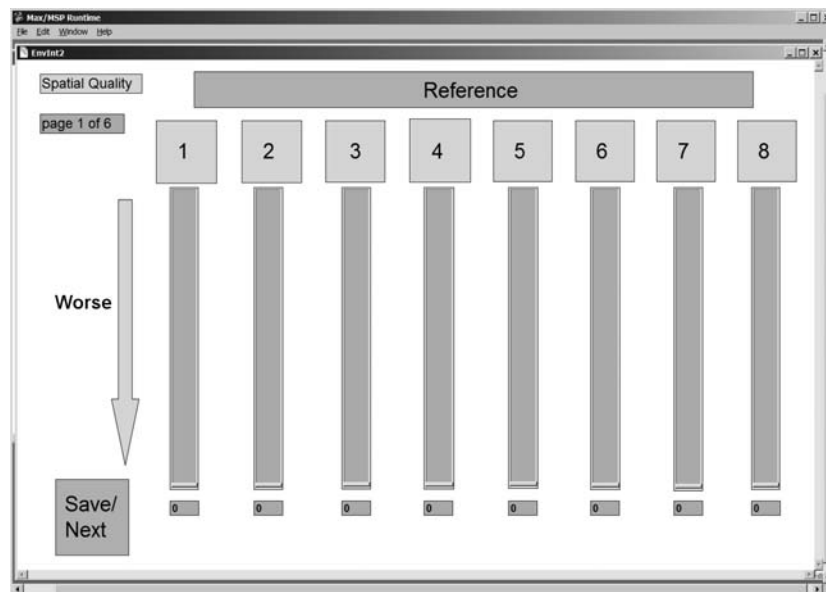 Max/MSP Runtime
File Edit Window Help
EnvInt2
Spatial Quality
Reference
page 1 of 6
1 2 3 4 5 6 7 8
Worse
Save/
Next
0 0 0 0 0 0 0 0